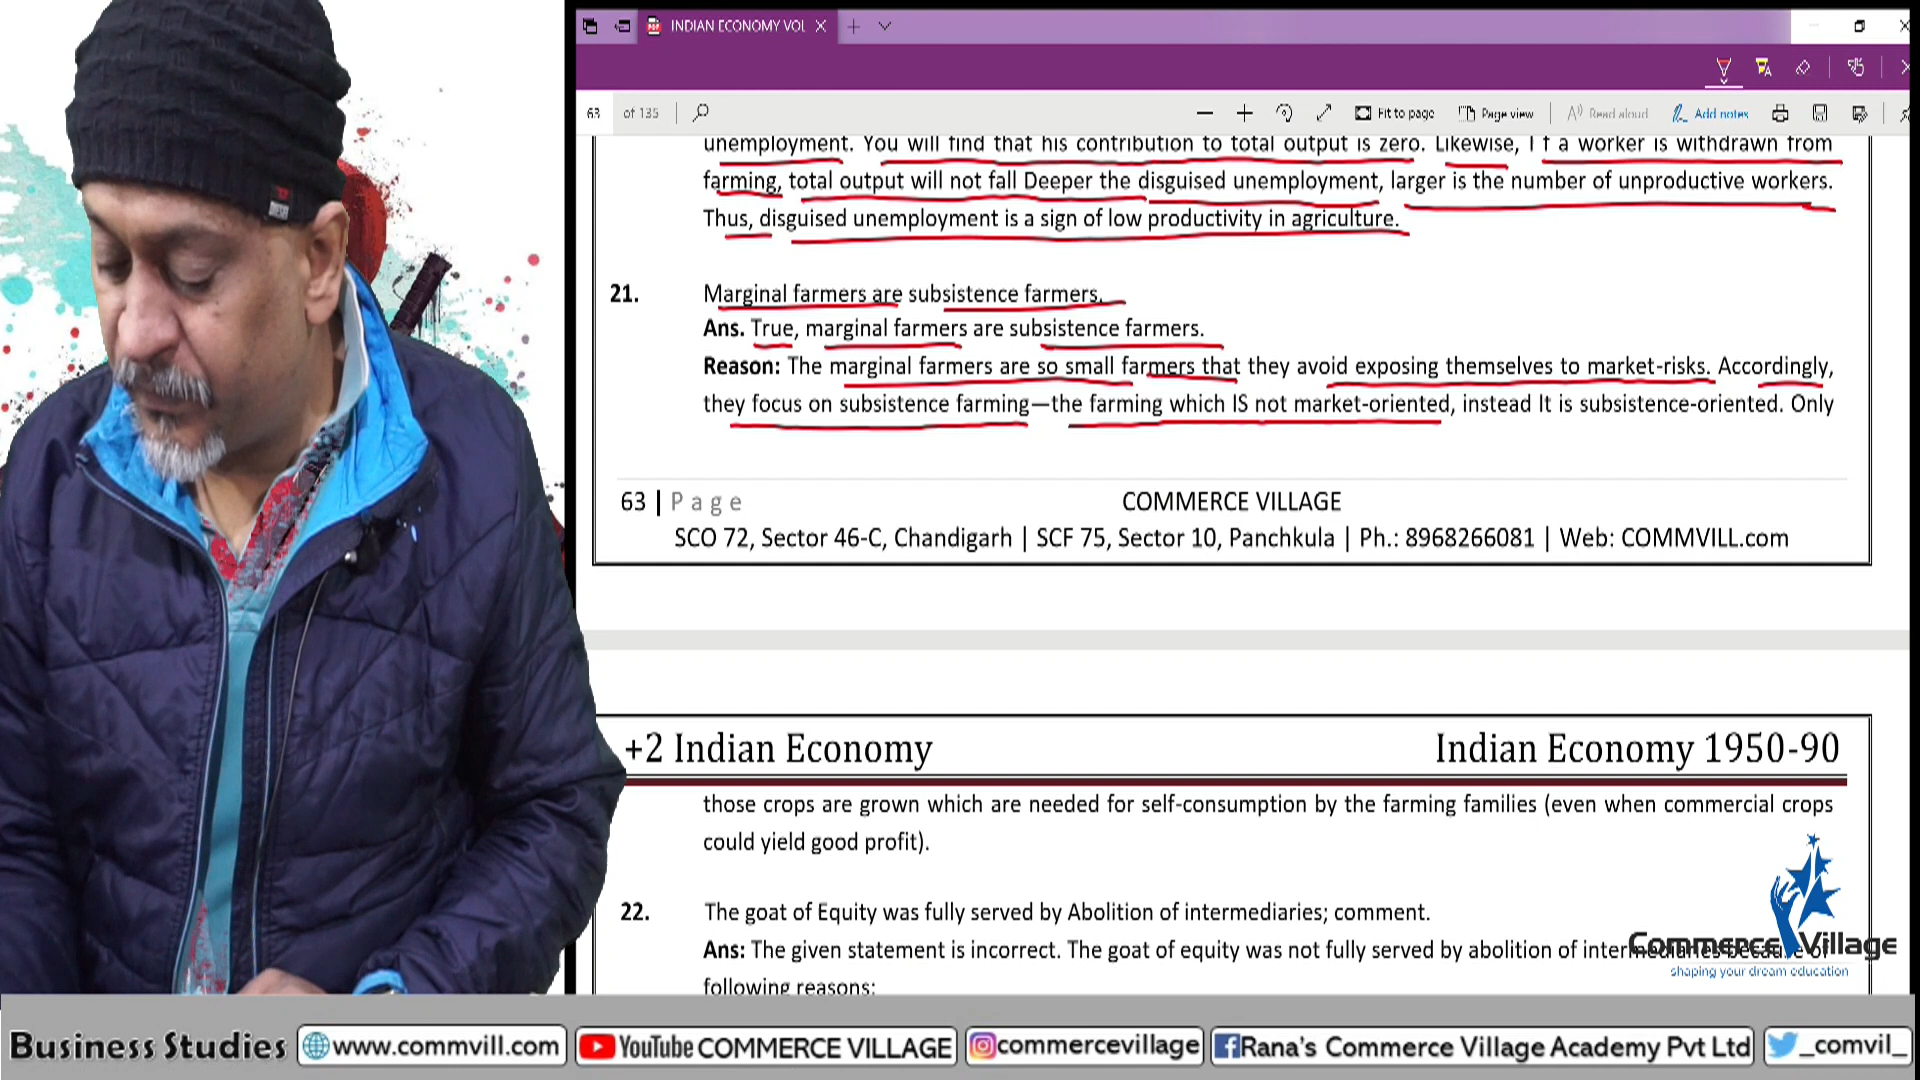 INDIAN ECONOMY VOL
63 of 135
Fit to page
Page view
Read aloud
Add notes
unemployment. You will find that his contribution to total output is zero. Likewise, I f a worker is withdrawn from
farming, total output will not fall Deeper the disguised unemployment, larger is the number of unproductive workers.
Thus, disguised unemployment is a sign of low productivity in agriculture.
21. Marginal farmers are subsistence farmers.
Ans. True, marginal farmers are subsistence farmers.
Reason: The marginal farmers are so small farmers that they avoid exposing themselves to market-risks. Accordingly,
they focus on subsistence farming—the farming which IS not market-oriented, instead It is subsistence-oriented. Only
63 | Page COMMERCE VILLAGE
SCO 72, Sector 46-C, Chandigarh | SCF 75, Sector 10, Panchkula | Ph.: 8968266081 | Web: COMMVILL.com
+2 Indian Economy Indian Economy 1950-90
those crops are grown which are needed for self-consumption by the farming families (even when commercial crops
could yield good profit).
22. The goat of Equity was fully served by Abolition of intermediaries; comment.
Ans: The given statement is incorrect. The goat of equity was not fully served by abolition of intermediaries because of
following reasons:
Commerce Village
shaping your dream education
Business Studies
www.commvill.com
YouTube COMMERCE VILLAGE
commercevillage
Rana's Commerce Village Academy Pvt Ltd
_comvil_